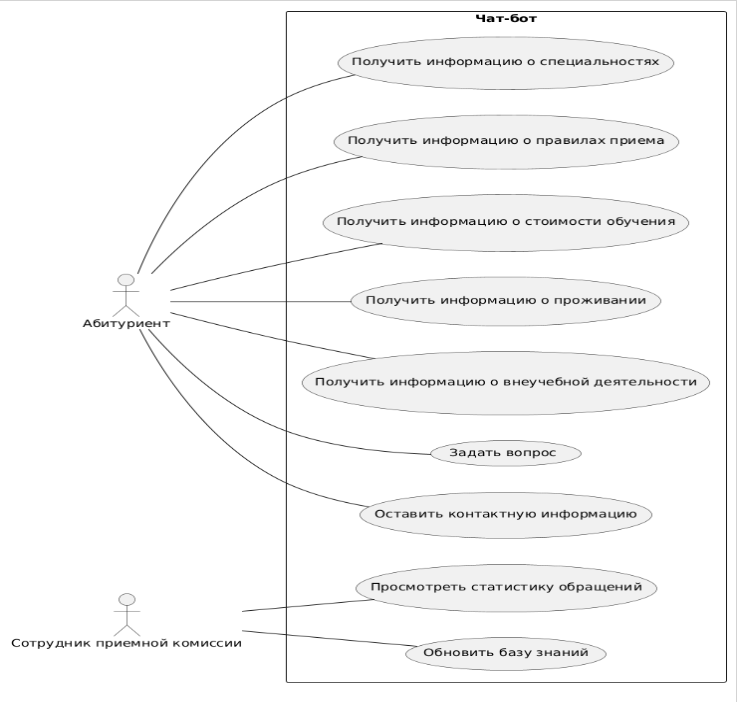 Чат-бот
Получить информацию о специальностях
Получить информацию о правилах приема
Получить информацию о стоимости обучения
Получить информацию о проживании
Абитуриент
Получить информацию о внеучебной деятельности
Задать вопрос
Оставить контактную информацию
Просмотреть статистику обращений
Сотрудник приемной комиссии
Обновить базу знаний